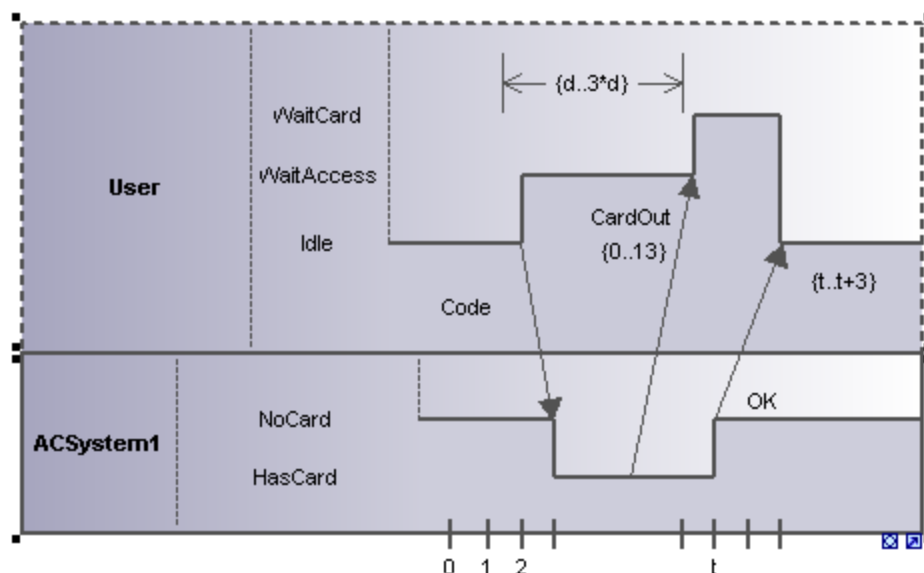 {d..3*d}
WaitCard
WaitAccess
User
CardOut
Idle
{0..13}
{t..t+3}
Code
OK
NoCard
ACSystem1
HasCard
0 1 2 t